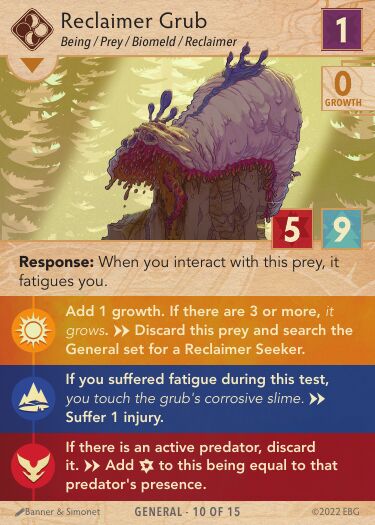 Reclaimer Grub
1
Being / Prey / Biomeld / Reclaimer
0
GROWTH
5 9
Response: When you interact with this prey, it
fatigues you.
Add 1 growth. If there are 3 or more, it
grows. Discard this prey and search the
General set for a Reclaimer Seeker.
If you suffered fatigue during this test,
you touch the grub's corrosive slime.
Suffer 1 injury.
If there is an active predator, discard
it. Add to this being equal to that
predator's presence.
Banner & Simonet GENERAL - 10 OF 15 ©2022 EBG